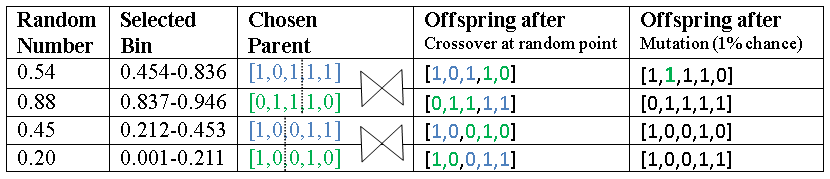 Random Number Selected Bin Chosen Parent Offspring after Crossover at random point Offspring after Mutation (1% chance)
0.54 0.454-0.836 [1,0,1,1,1] [1,0,1,1,0] [1,1,1,1,0]
0.88 0.837-0.946 [0,1,1,1,0] [0,1,1,1,1] [0,1,1,1,1]
0.45 0.212-0.453 [1,0,0,1,1] [1,0,0,1,0] [1,0,0,1,0]
0.20 0.001-0.211 [1,0,0,1,0] [1,0,0,1,1] [1,0,0,1,1]